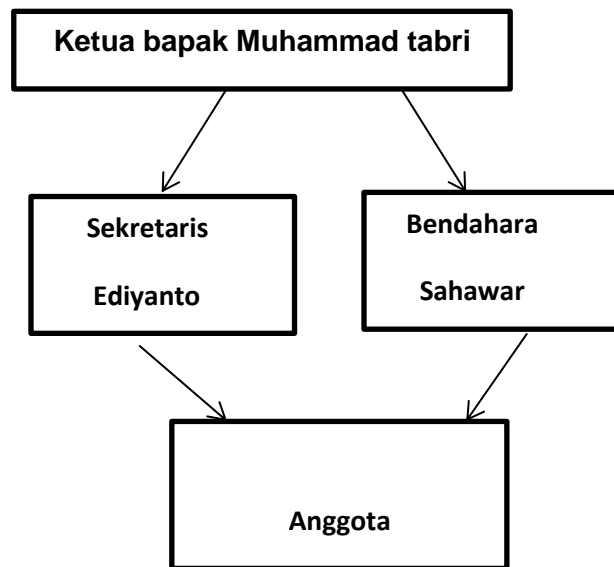 Ketua bapak Muhammad tabri
Sekretaris
Ediyanto
Bendahara
Sahawar
Anggota